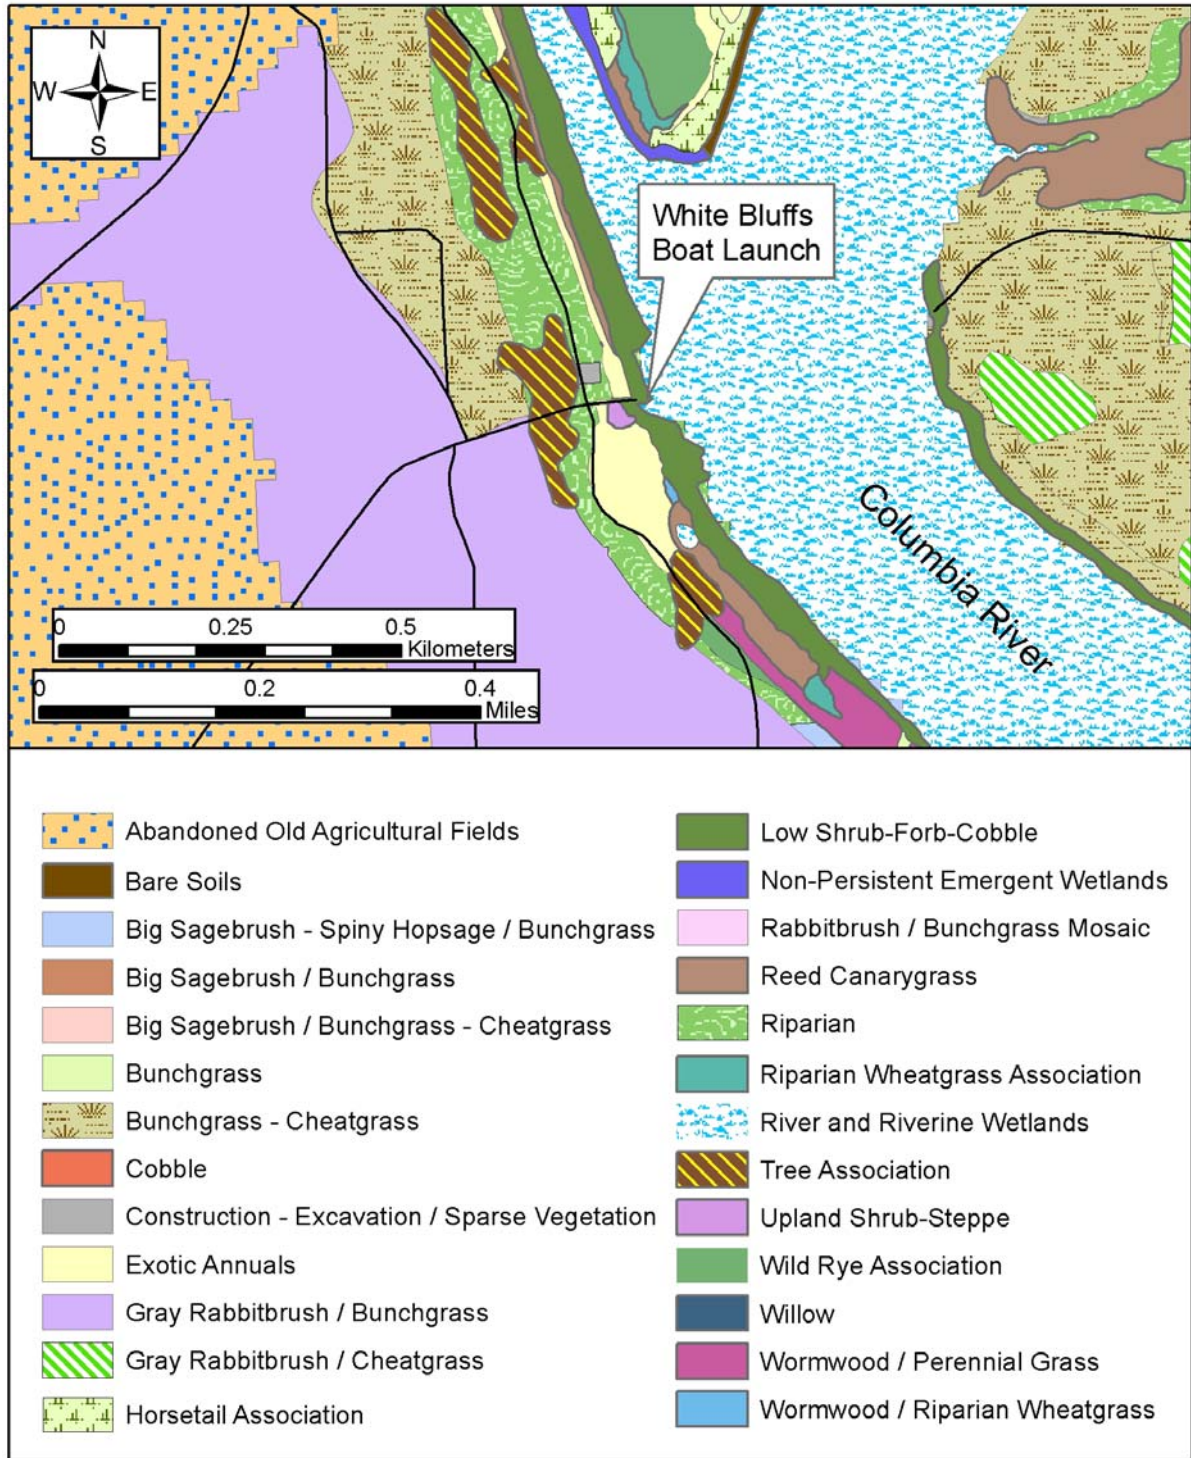 N
W E
S
White Bluffs
Boat Launch
Columbia River
0 0.25 0.5
Kilometers
0 0.2 0.4
Miles
Abandoned Old Agricultural Fields
Bare Soils
Big Sagebrush - Spiny Hopsage / Bunchgrass
Big Sagebrush / Bunchgrass
Big Sagebrush / Bunchgrass - Cheatgrass
Bunchgrass
Bunchgrass - Cheatgrass
Cobble
Construction - Excavation / Sparse Vegetation
Exotic Annuals
Gray Rabbitbrush / Bunchgrass
Gray Rabbitbrush / Cheatgrass
Horsetail Association
Low Shrub-Forb-Cobble
Non-Persistent Emergent Wetlands
Rabbitbrush / Bunchgrass Mosaic
Reed Canarygrass
Riparian
Riparian Wheatgrass Association
River and Riverine Wetlands
Tree Association
Upland Shrub-Steppe
Wild Rye Association
Willow
Wormwood / Perennial Grass
Wormwood / Riparian Wheatgrass